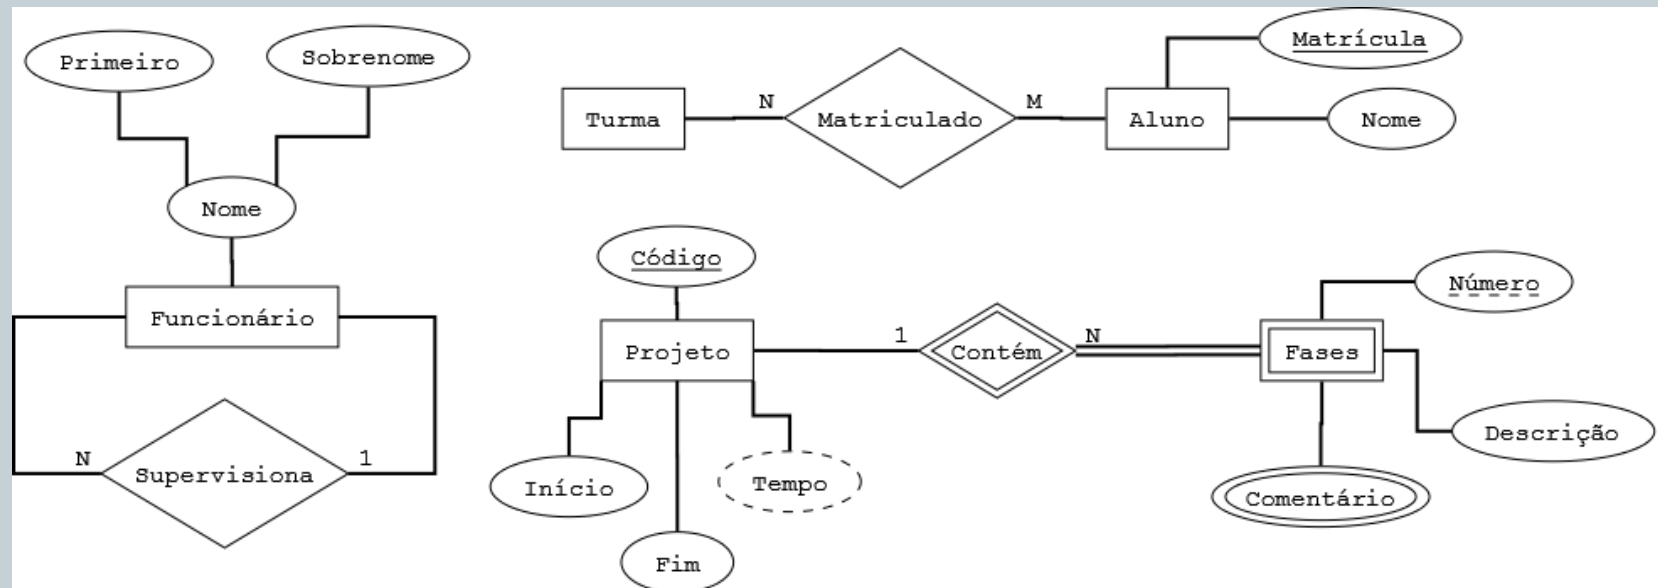 Primeiro
Sobrenome
Nome
Funcionário
N
Supervisiona
1
Turma
N
Matriculado
M
Aluno
Matrícula
Nome
Código
Projeto
Início
Fim
Tempo
1
Contém
N
Fases
Número
Descrição
Comentário